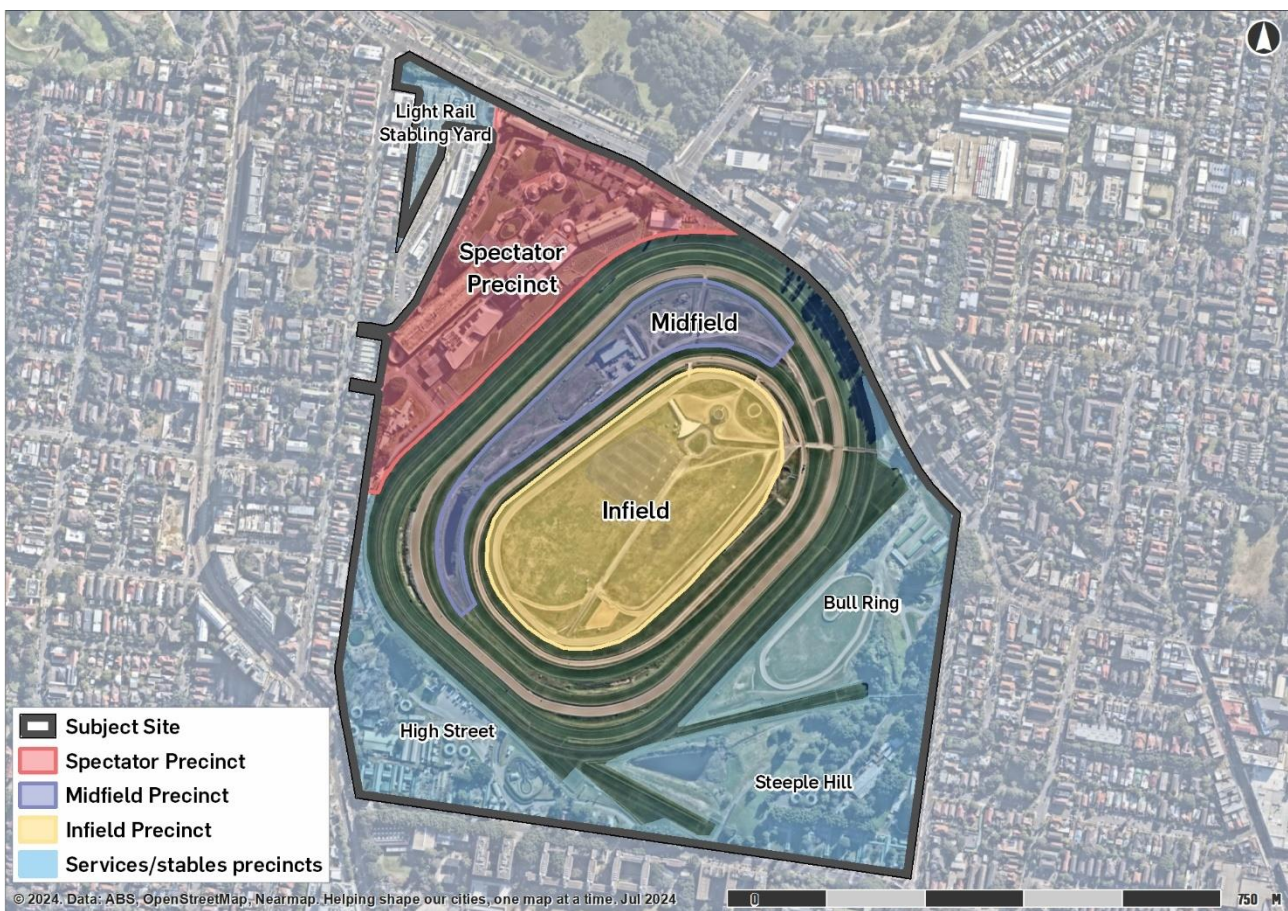 Light Rail
Stabling Yard
Spectator
Precinct
Midfield
Infield
Bull Ring
High Street
Steeple Hill
Subject Site
Spectator Precinct
Midfield Precinct
Infield Precinct
Services/stables precincts
© 2024. Data: ABS, OpenStreetMap, Nearmap. Helping shape our cities, one map at a time, Jul 2024
0 750 M